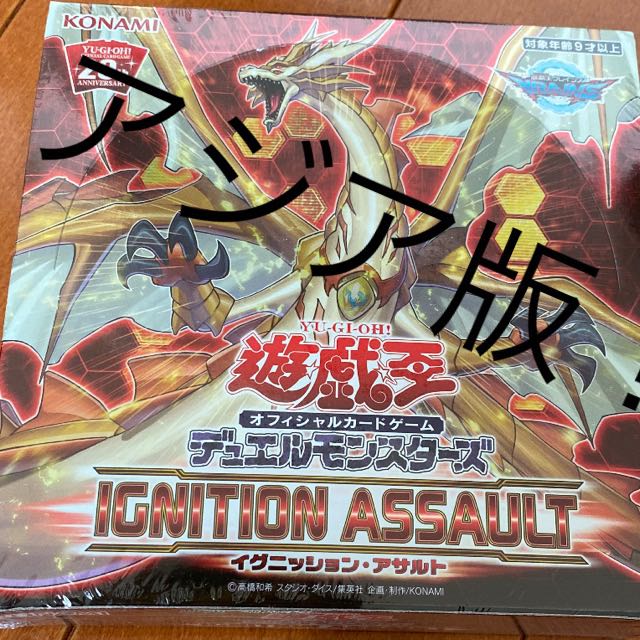 KONAMI
対象年齢9才以上
YU-GI-OH!
20th
ANNIVERSARY
アジア版!
YU-GI-OH!
遊戯王
オフィシャルカードゲーム
デュエルモンスターズ
IGNITION ASSAULT
イグニッション・アサルト
©高橋和希 スタジオ・ダイス/集英社 企画・制作/KONAMI